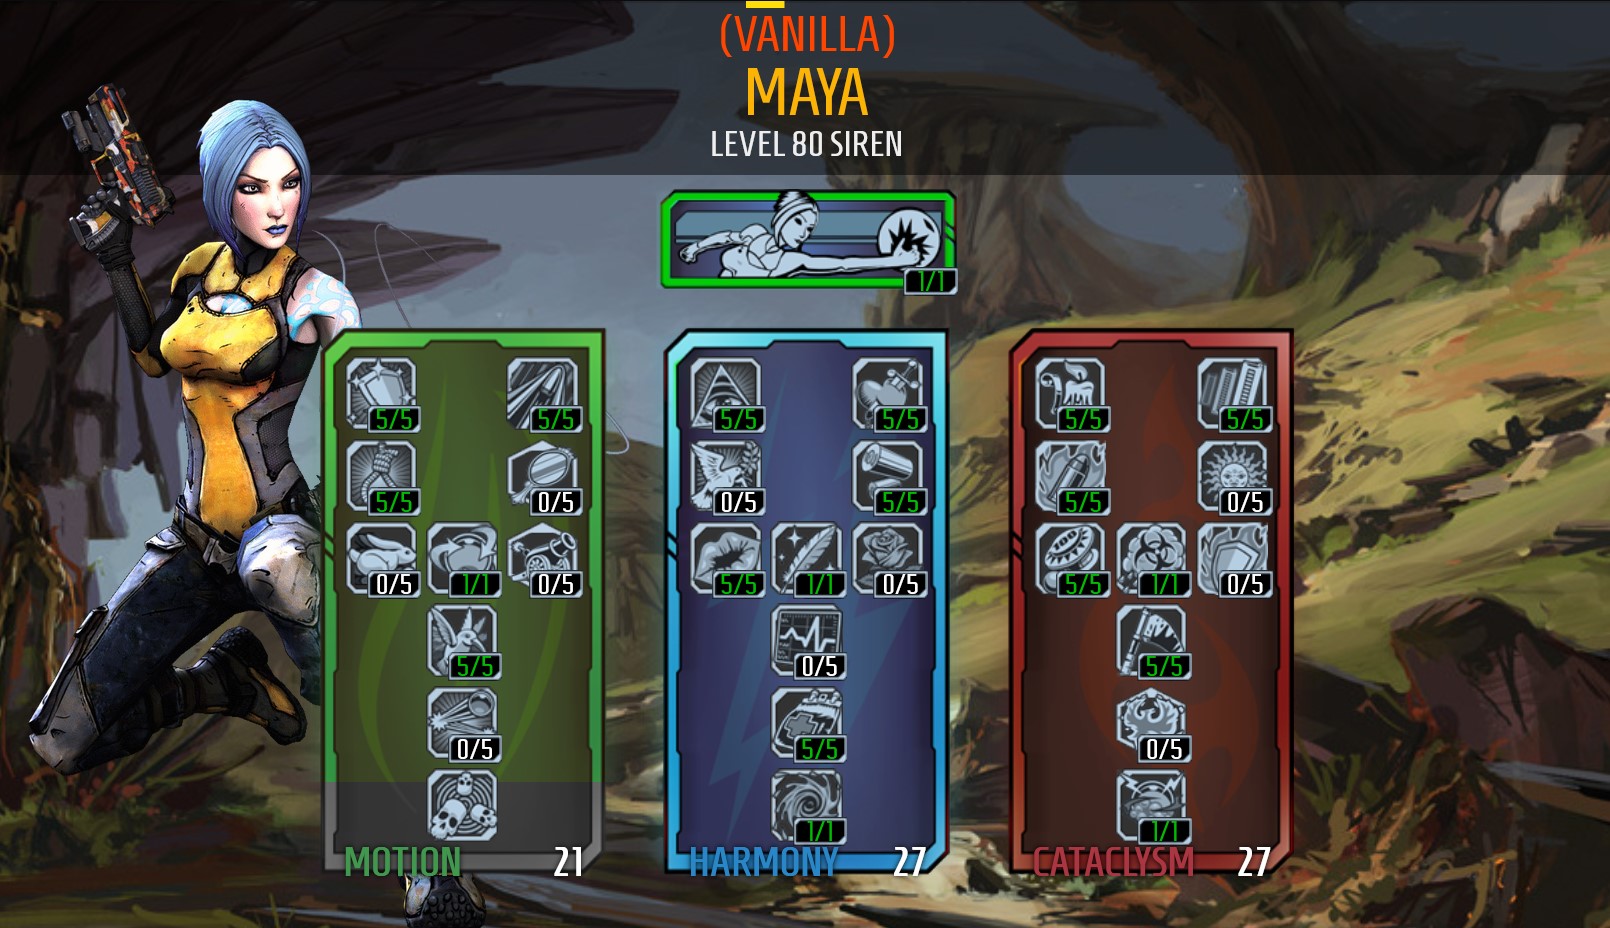 (VANILLA)
MAYA
LEVEL 80 SIREN
1/1
5/5 5/5 5/5 5/5 5/5 5/5
5/5 0/5 0/5 5/5 5/5 0/5
0/5 1/1 0/5 5/5 1/1 0/5 5/5 1/1 0/5
5/5 0/5 5/5
0/5 5/5 0/5
1/1 1/1
MOTION 21 HARMONY 27 CATACLYSM 27